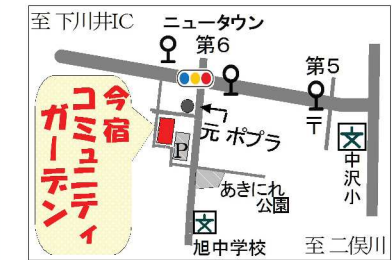 至 下川井IC
ニュータウン
第6
第5
〒
今宿
コミュニティ
ガーデン
元 ポプラ
P
あきにれ
公園
文
中沢小
文
旭中学校
至 二俣川